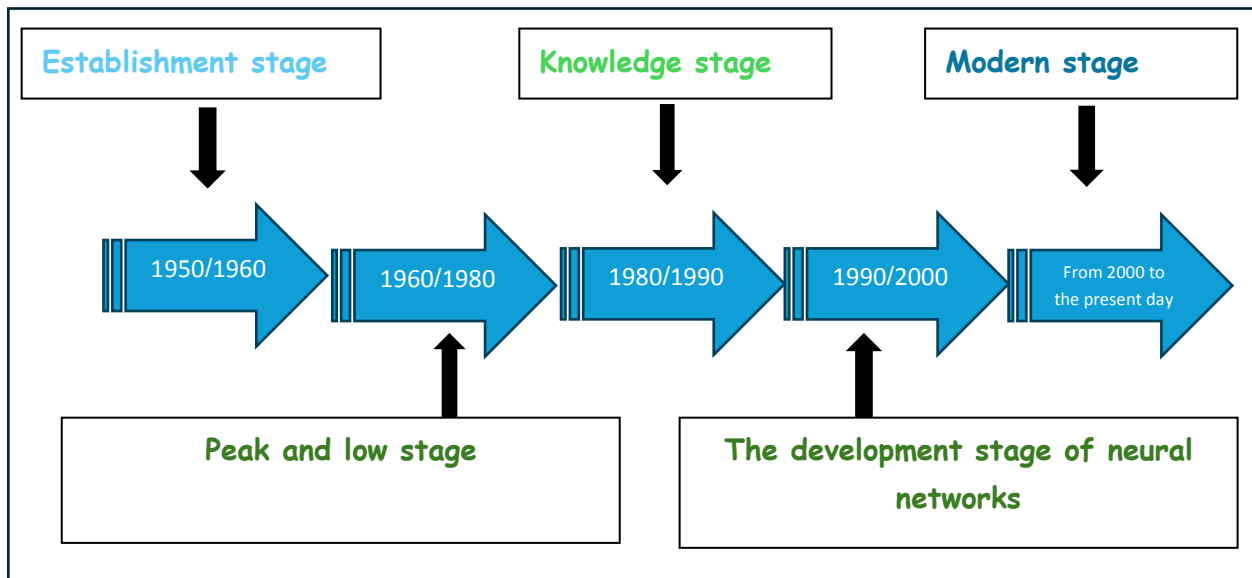 Establishment stage
Knowledge stage
Modern stage
1950/1960
1960/1980
1980/1990
1990/2000
From 2000 to
the present day
Peak and low stage
The development stage of neural
networks